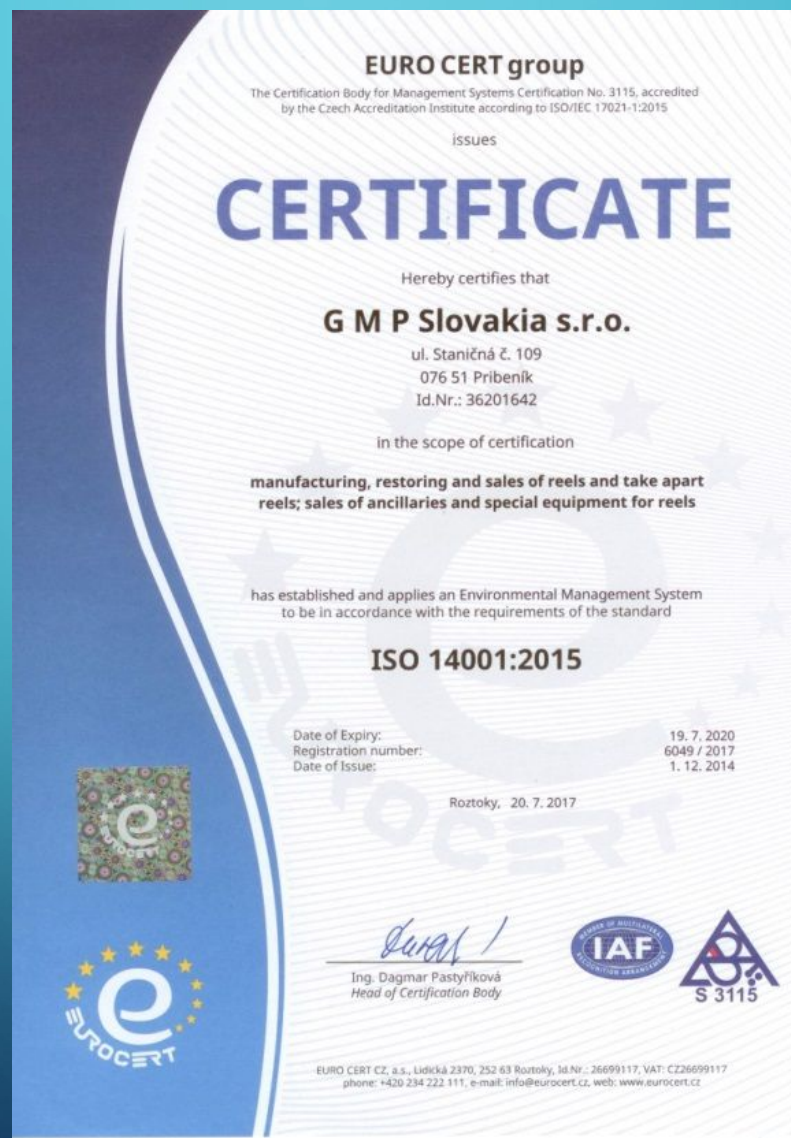 EURO CERT group
The Certification Body for Management Systems Certification No. 3115, accredited
by the Czech Accreditation Institute according to ISO/IEC 17021-1:2015
issues
CERTIFICATE
Hereby certifies that
G M P Slovakia s.r.o.
ul. Staničná č. 109
076 51 Pribeník
Id.Nr.: 36201642
in the scope of certification
manufacturing, restoring and sales of reels and take apart
reels; sales of ancillaries and special equipment for reels
has established and applies an Environmental Management System
to be in accordance with the requirements of the standard
ISO 14001:2015
Date of Expiry: 19. 7. 2020
Registration number: 6049 / 2017
Date of Issue: 1. 12. 2014
Roztoky, 20. 7. 2017
e
EUROCERT
e
EUROCERT
e
EUROCERT
Ing. Dagmar Pastyříková
Head of Certification Body
MEMBER OF MULTILATERAL
IAF
RECOGNITION ARRANGEMENT
S 3115
EURO CERT CZ, a.s., Lidická 2370, 252 63 Roztoky, Id.Nr.: 26699117, VAT: CZ26699117
phone: +420 234 222 111, e-mail: info@eurocert.cz, web: www.eurocert.cz